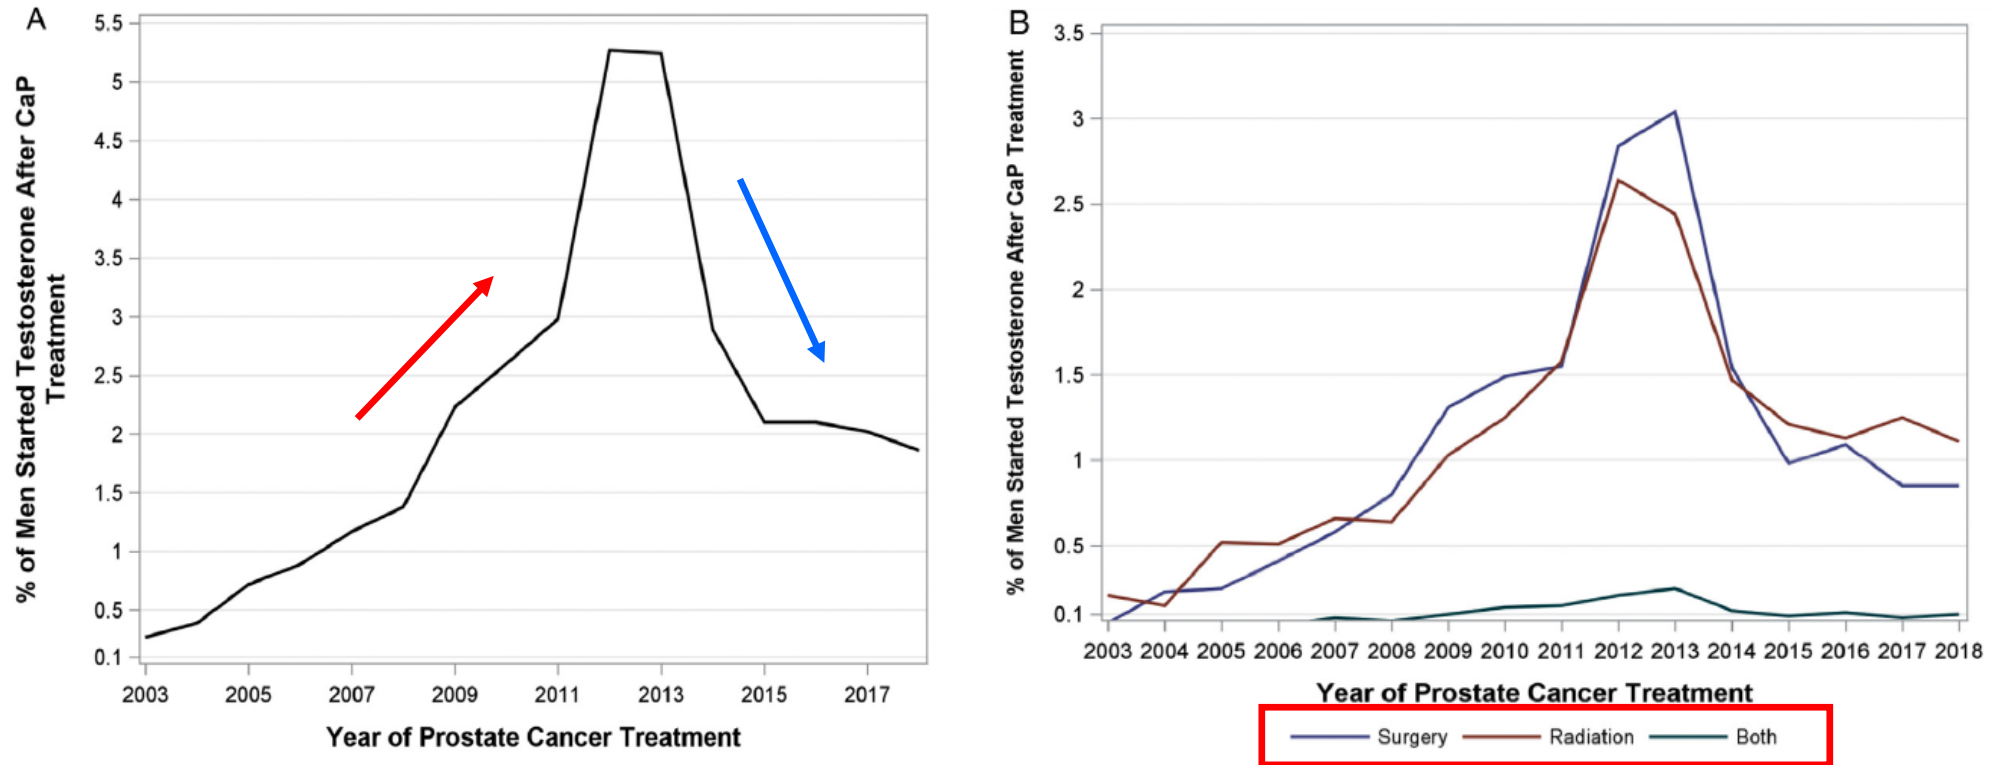 A
% of Men Started Testosterone After CaP
Treatment
5.5
5
4.5
4
3.5
3
2.5
2
1.5
1
0.5
0.1
2003 2005 2007 2009 2011 2013 2015 2017
Year of Prostate Cancer Treatment
B
% of Men Started Testosterone After CaP Treatment
3.5
3
2.5
2
1.5
1
0.5
0.1
2003 2004 2005 2006 2007 2008 2009 2010 2011 2012 2013 2014 2015 2016 2017 2018
Year of Prostate Cancer Treatment
Surgery Radiation Both